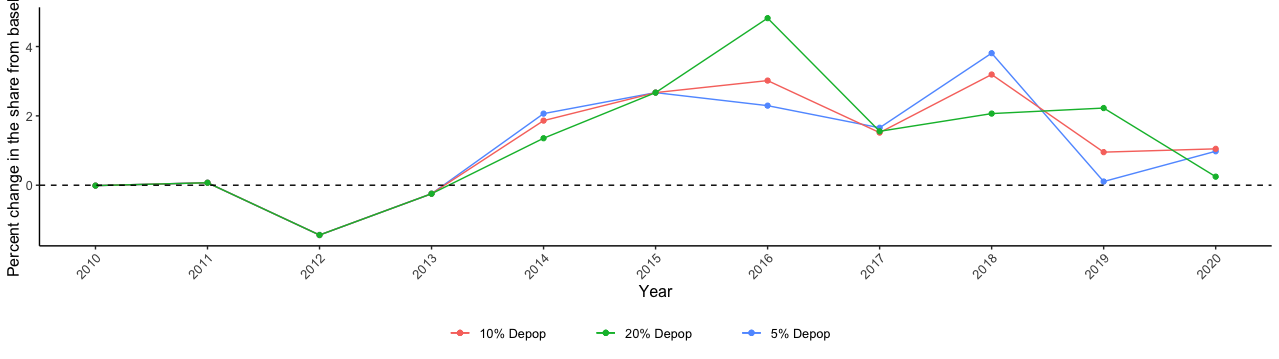 Percent change in the share from basel
4
2
0
2010 2011 2012 2013 2014 2015 2016 2017 2018 2019 2020
Year
10% Depop 20% Depop 5% Depop